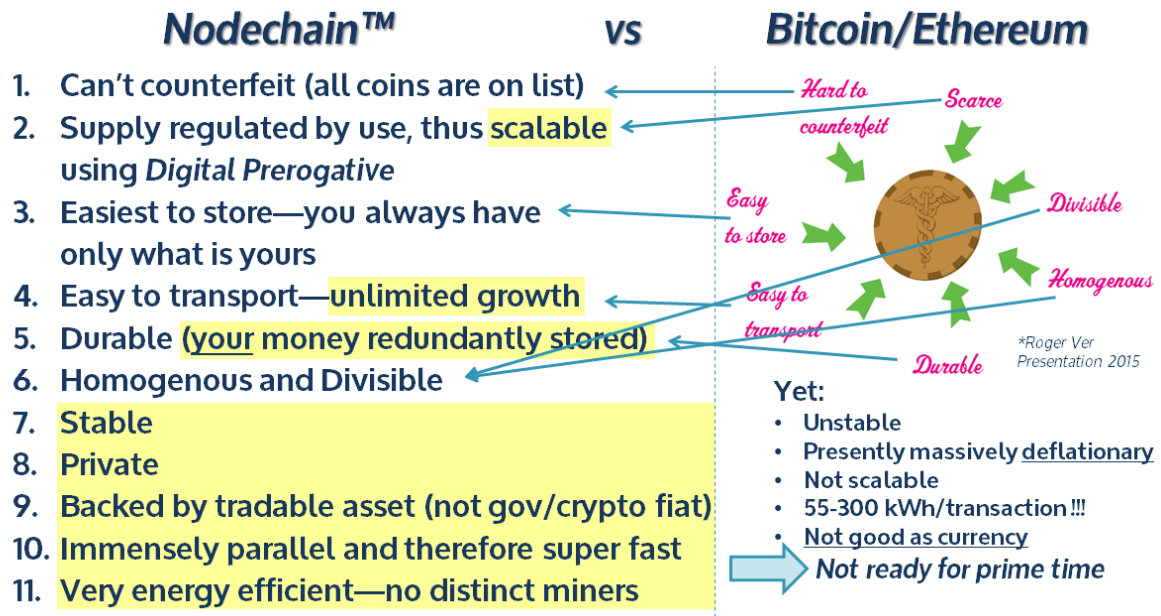 Nodechain™ vs Bitcoin/Ethereum
1. Can't counterfeit (all coins are on list)
2. Supply regulated by use, thus scalable
using Digital Prerogative
3. Easiest to store—you always have
only what is yours
4. Easy to transport—unlimited growth
5. Durable (your money redundantly stored)
6. Homogenous and Divisible
7. Stable
8. Private
9. Backed by tradable asset (not gov/crypto fiat)
10. Immensely parallel and therefore super fast
11. Very energy efficient—no distinct miners
Hard to
counterfeit
Scarce
Easy
to store
Divisible
Easy to
transport
Homogenous
Durable
*Roger Ver
Presentation 2015
Yet:
• Unstable
• Presently massively deflationary
• Not scalable
• 55-300 kWh/transaction !!!
• Not good as currency
Not ready for prime time